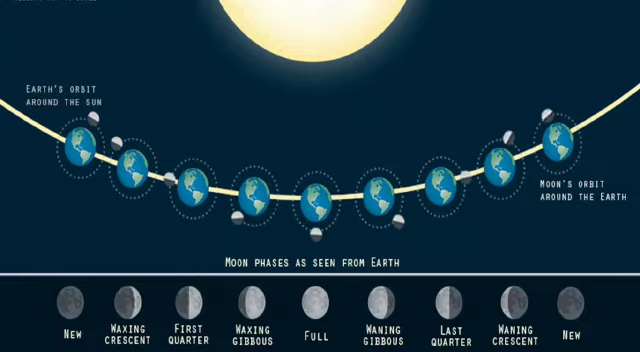 EARTH'S ORBIT
AROUND THE SUN
MOON'S ORBIT
AROUND THE EARTH
MOON PHASES AS SEEN FROM EARTH
NEW
WAXING
CRESCENT
FIRST
QUARTER
WAXING
GIBBOUS
FULL
WANING
GIBBOUS
LAST
QUARTER
WANING
CRESCENT
NEW